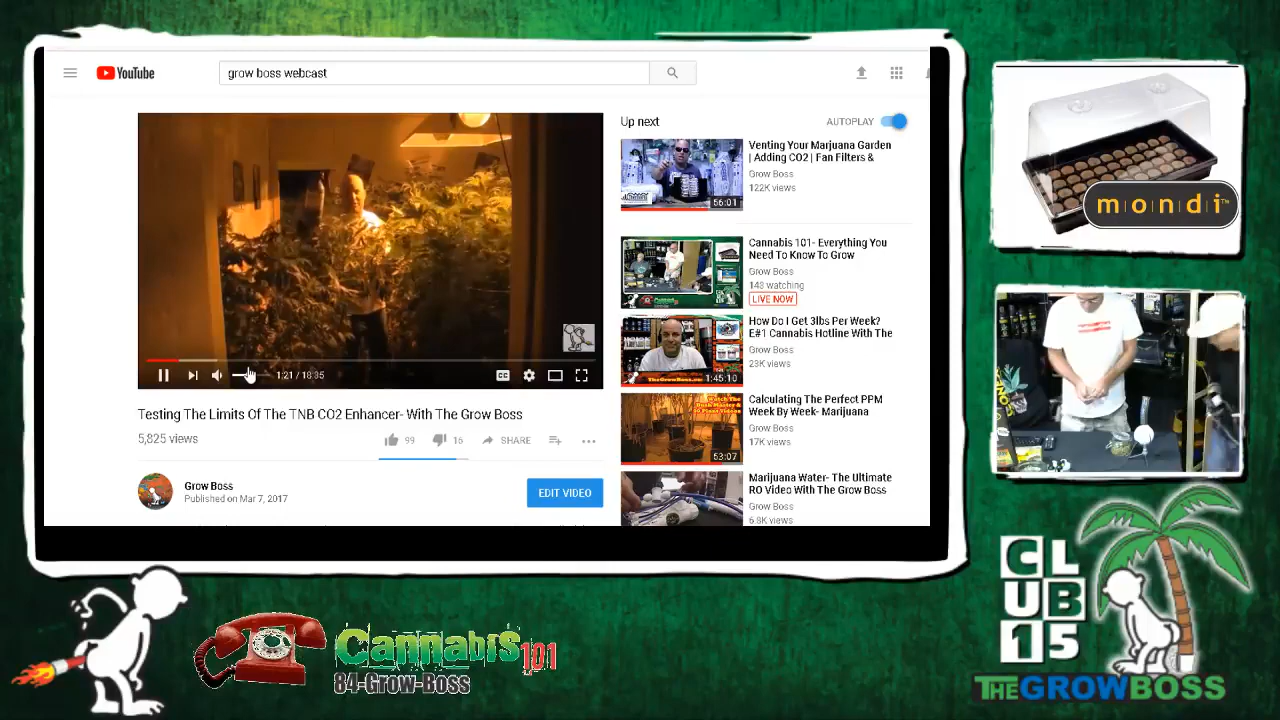 YouTube
grow boss webcast
Up next
AUTOPLAY
Venting Your Marijuana Garden
| Adding CO2 | Fan Filters &
Grow Boss
122K views
56:01
Cannabis 101- Everything You
Need To Know To Grow
Grow Boss
148 watching
LIVE NOW
How Do I Get 3lbs Per Week?
E#1 Cannabis Hotline With The
Grow Boss
23K views
1:45:10
Calculating The Perfect PPM
Week By Week- Marijuana
Grow Boss
17K views
53:07
Marijuana Water- The Ultimate
RO Video With The Grow Boss
Grow Boss
6.8K views
1:21 / 18:35
CC
Testing The Limits Of The TNB CO2 Enhancer- With The Grow Boss
5,825 views
99
16
SHARE
Grow Boss
Published on Mar 7, 2017
EDIT VIDEO
mondi™
Cannabis 101
84-Grow-Boss
CLUB 15
THEGROWBOSS